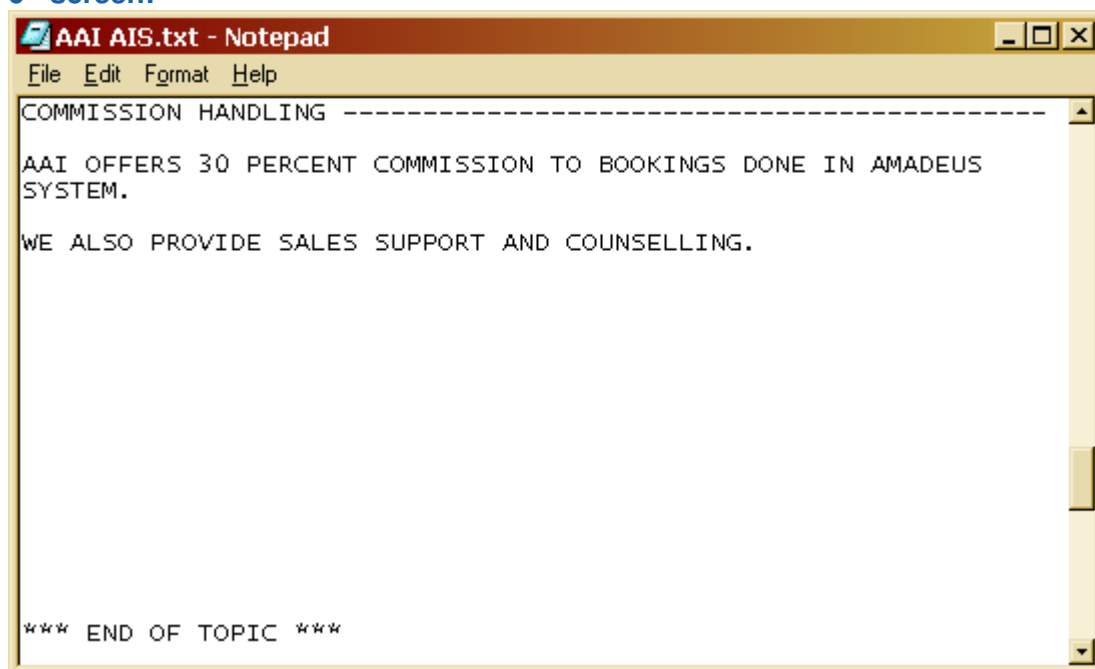 AAI AIS.txt - Notepad
File Edit Format Help
COMMISSION HANDLING --------------------------------------------
AAI OFFERS 30 PERCENT COMMISSION TO BOOKINGS DONE IN AMADEUS
SYSTEM.
WE ALSO PROVIDE SALES SUPPORT AND COUNSELLING.
*** END OF TOPIC ***